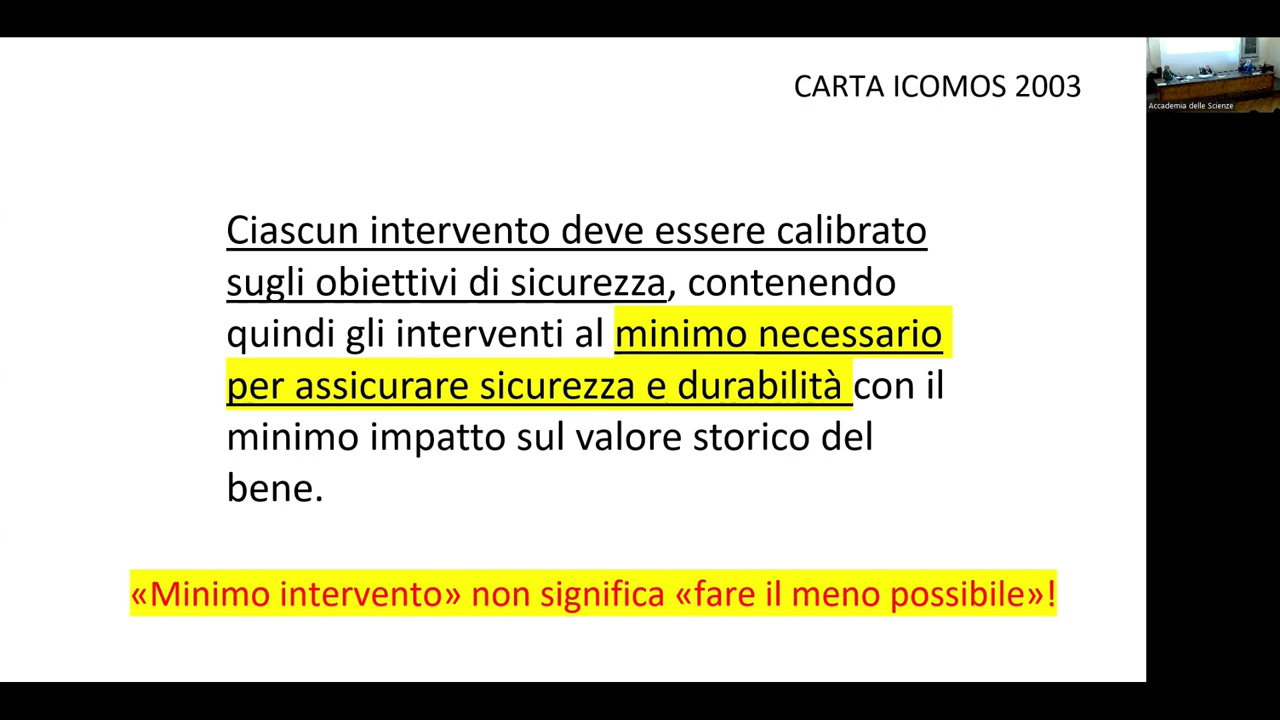 CARTA ICOMOS 2003
Accademia delle Scienze
Ciascun intervento deve essere calibrato
sugli obiettivi di sicurezza, contenendo
quindi gli interventi al minimo necessario
per assicurare sicurezza e durabilità con il
minimo impatto sul valore storico del
bene.
«Minimo intervento» non significa «fare il meno possibile»!